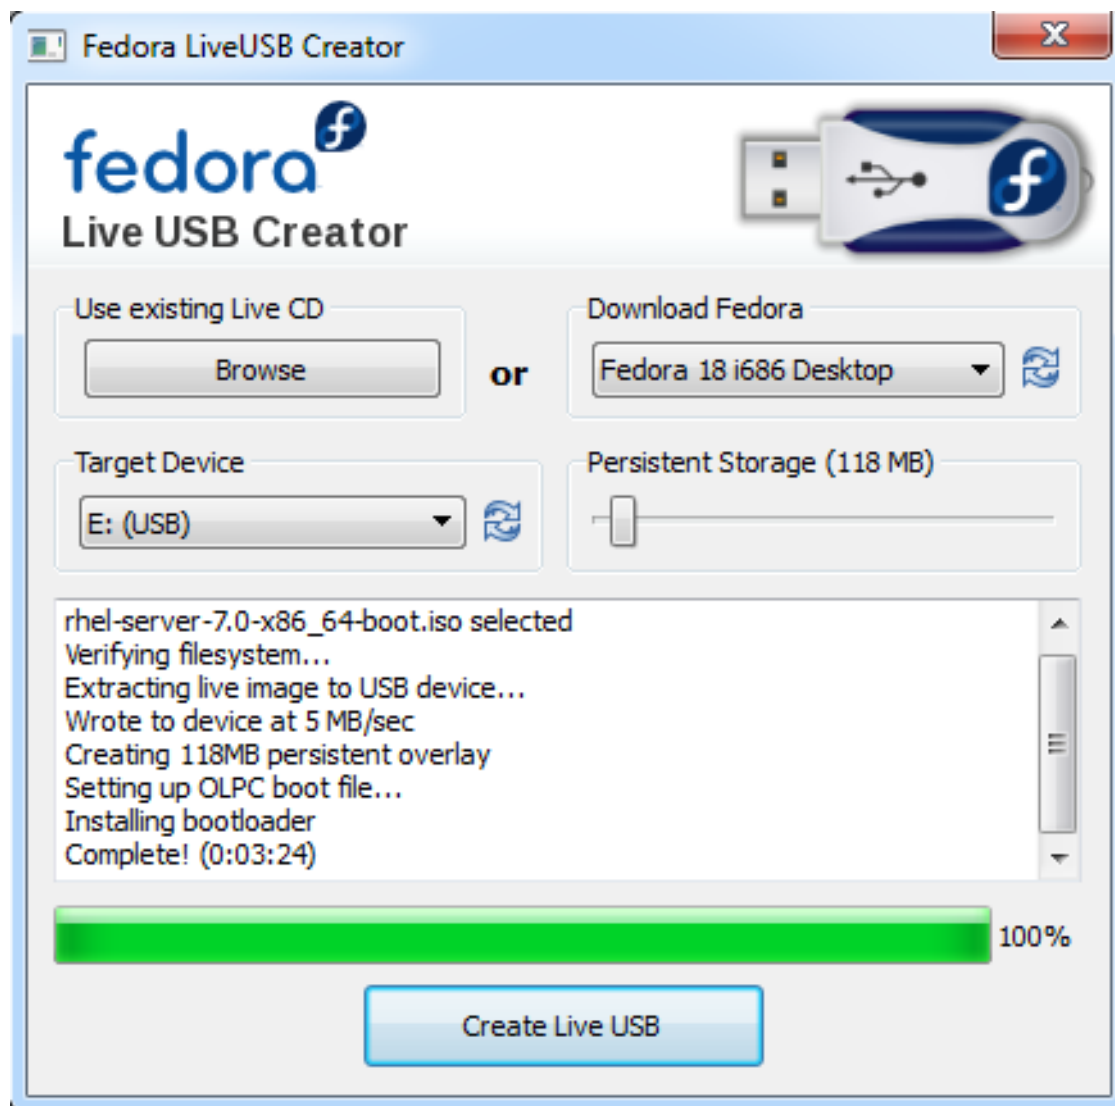 Fedora LiveUSB Creator
fedora
Live USB Creator
Use existing Live CD
Browse
or
Download Fedora
Fedora 18 i686 Desktop
Target Device
E: (USB)
Persistent Storage (118 MB)
rhel-server-7.0-x86_64-boot.iso selected
Verifying filesystem...
Extracting live image to USB device...
Wrote to device at 5 MB/sec
Creating 118MB persistent overlay
Setting up OLPC boot file...
Installing bootloader
Complete! (0:03:24)
100%
Create Live USB